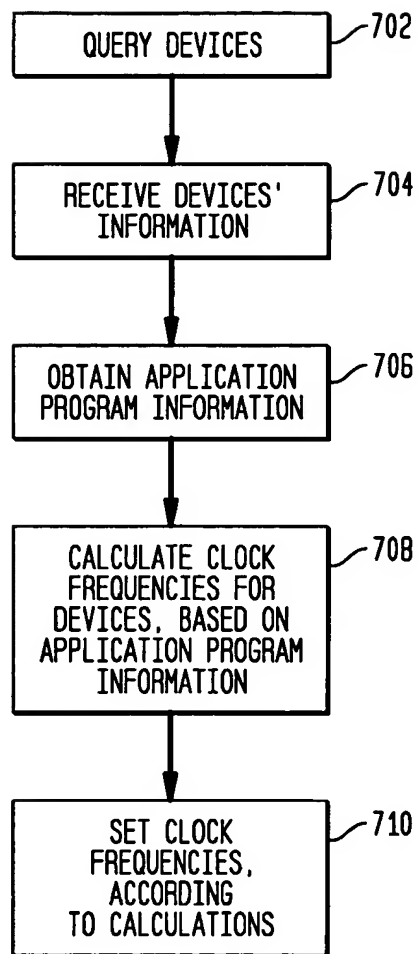 QUERY DEVICES
702
RECEIVE DEVICES'
INFORMATION
704
OBTAIN APPLICATION
PROGRAM INFORMATION
706
CALCULATE CLOCK
FREQUENCIES FOR
DEVICES, BASED ON
APPLICATION PROGRAM
INFORMATION
708
SET CLOCK
FREQUENCIES,
ACCORDING
TO CALCULATIONS
710